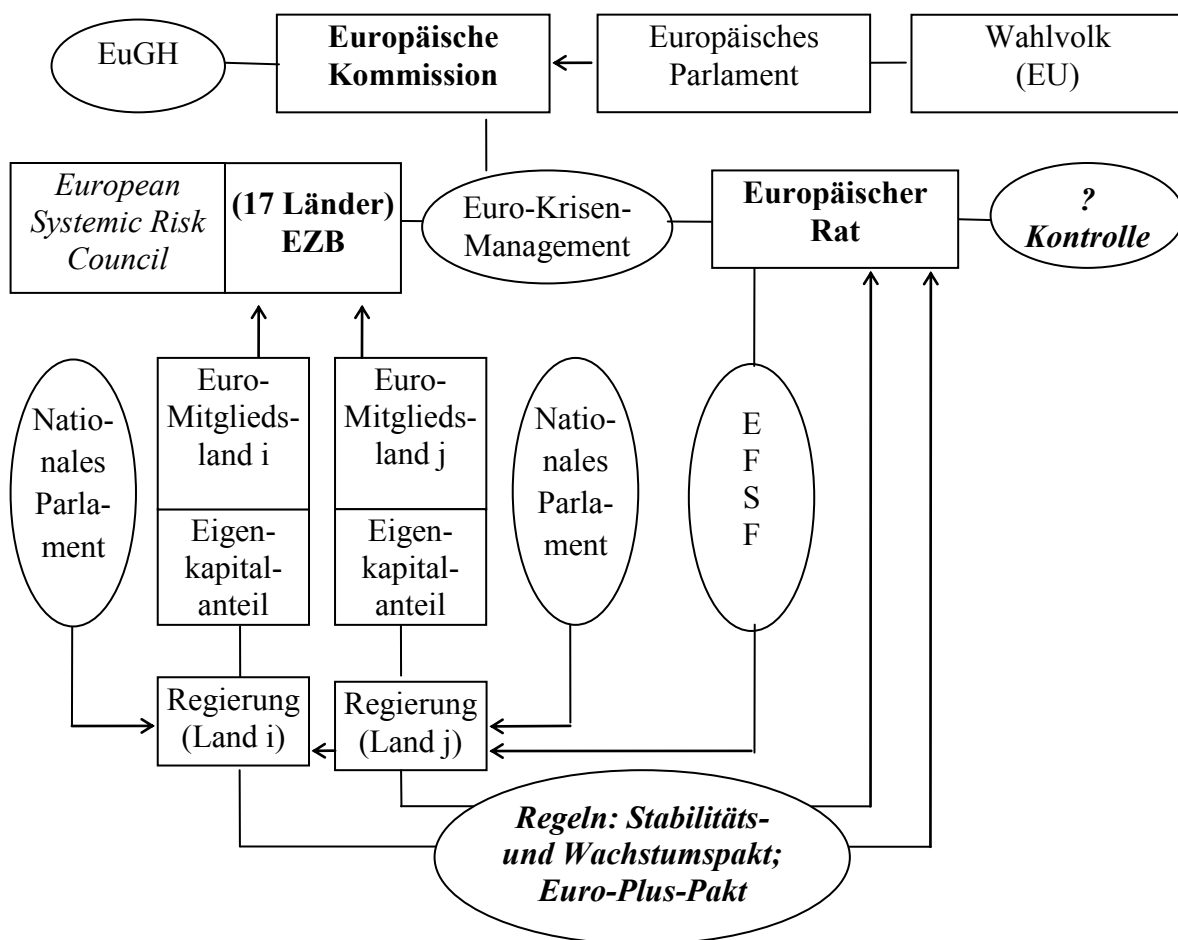 EuGH
Europäische
Kommission
Europäisches
Parlament
Wahlvolk
(EU)
European
Systemic Risk
Council
(17 Länder)
EZB
Euro-Krisen-
Management
Europäischer
Rat
?
Kontrolle
Natio-
nales
Parla-
ment
Euro-
Mitglieds-
land i
Eigen-
kapital-
anteil
Euro-
Mitglieds-
land j
Eigen-
kapital-
anteil
Natio-
nales
Parla-
ment
E
F
S
F
Regierung
(Land i)
Regierung
(Land j)
Regeln: Stabilitäts-
und Wachstumspakt;
Euro-Plus-Pakt